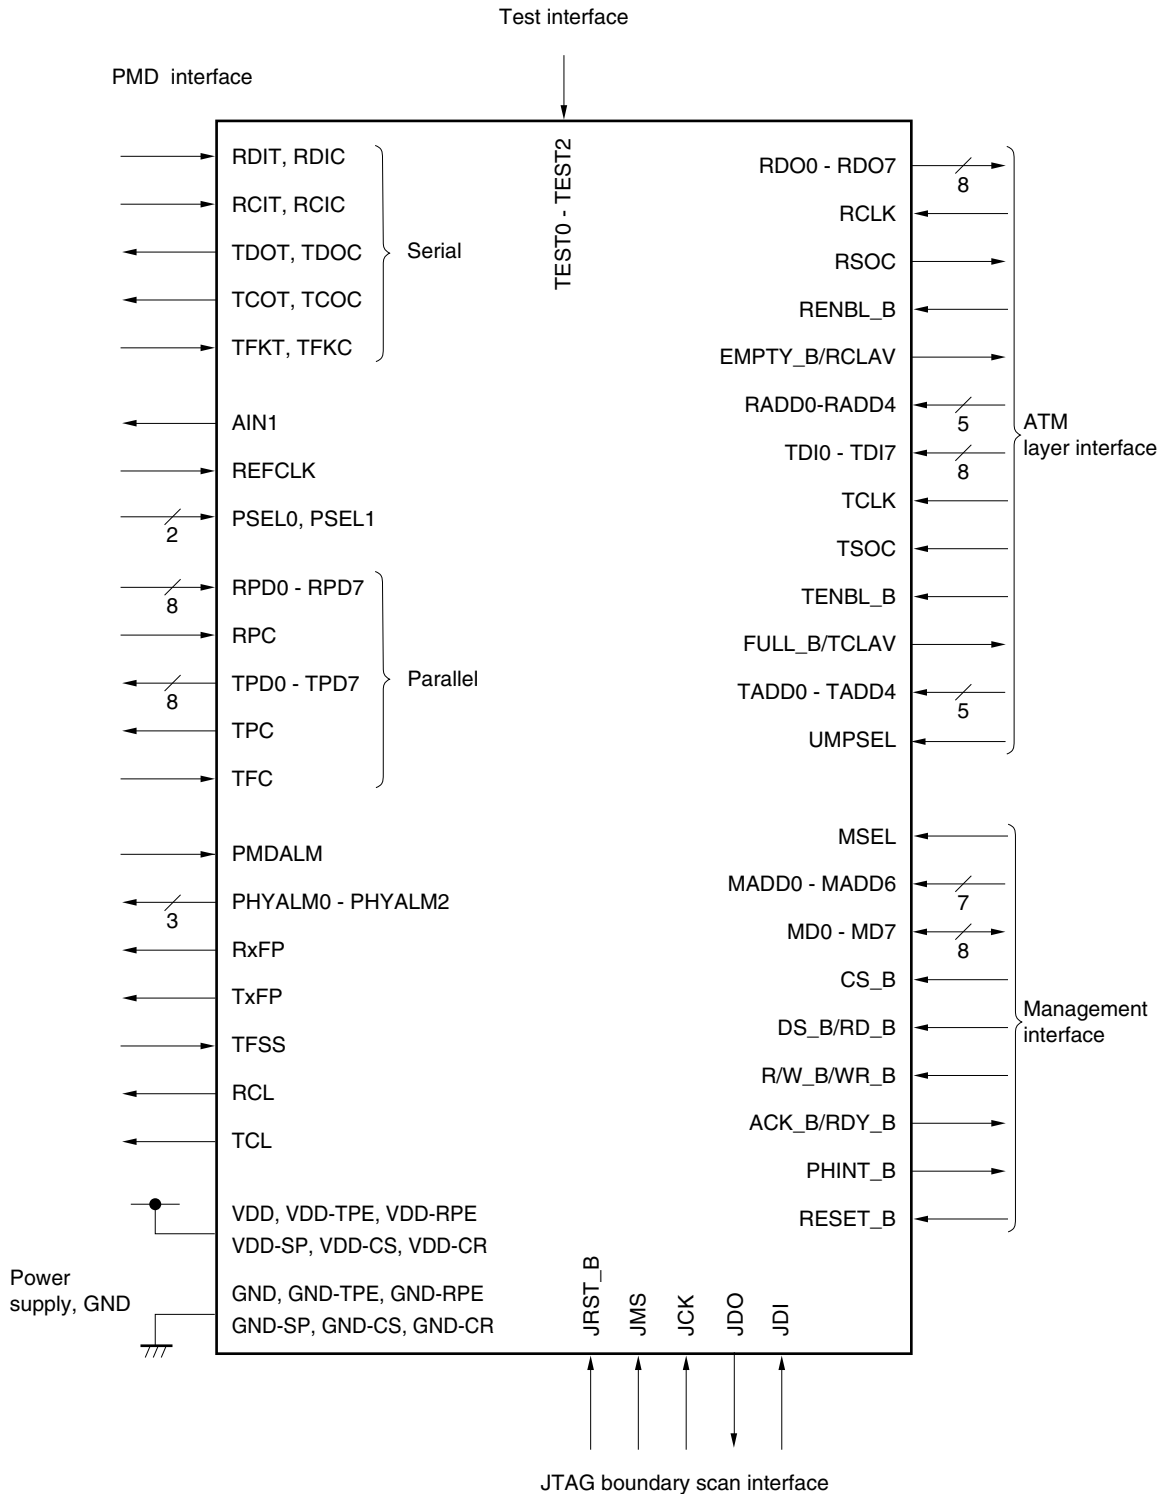 Test interface
PMD interface
TEST0 - TEST2
RDIT, RDIC
RCIT, RCIC
TDOT, TDOC
TCOT, TCOC
TFKT, TFKC
Serial
AIN1
REFCLK
PSEL0, PSEL1
2
RPD0 - RPD7
8
RPC
TPD0 - TPD7
8
TPC
TFC
Parallel
PMDALM
PHYALM0 - PHYALM2
3
RxFP
TxFP
TFSS
RCL
TCL
VDD, VDD-TPE, VDD-RPE
VDD-SP, VDD-CS, VDD-CR
Power
supply, GND
GND, GND-TPE, GND-RPE
GND-SP, GND-CS, GND-CR
RDO0 - RDO7
8
RCLK
RSOC
RENBL_B
EMPTY_B/RCLAV
RADD0-RADD4
5
TDI0 - TDI7
8
TCLK
TSOC
TENBL_B
FULL_B/TCLAV
TADD0 - TADD4
5
UMPSEL
ATM
layer interface
MSEL
MADD0 - MADD6
7
MD0 - MD7
8
CS_B
DS_B/RD_B
R/W_B/WR_B
ACK_B/RDY_B
PHINT_B
RESET_B
Management
interface
JRST_B
JMS
JCK
JDO
JDI
JTAG boundary scan interface